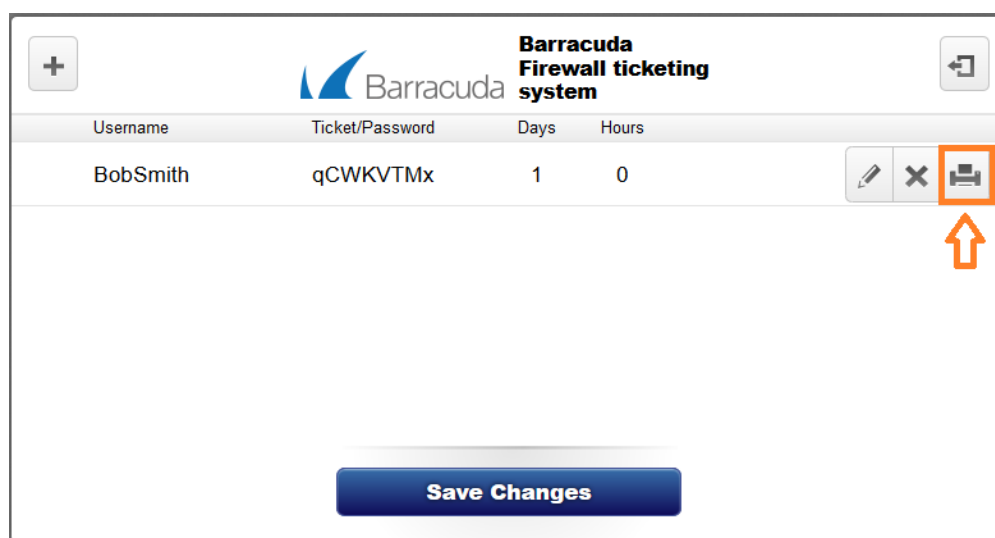 Barracuda
Barracuda
Firewall ticketing
system
Username Ticket/Password Days Hours
BobSmith qCWKVTMx 1 0
Save Changes